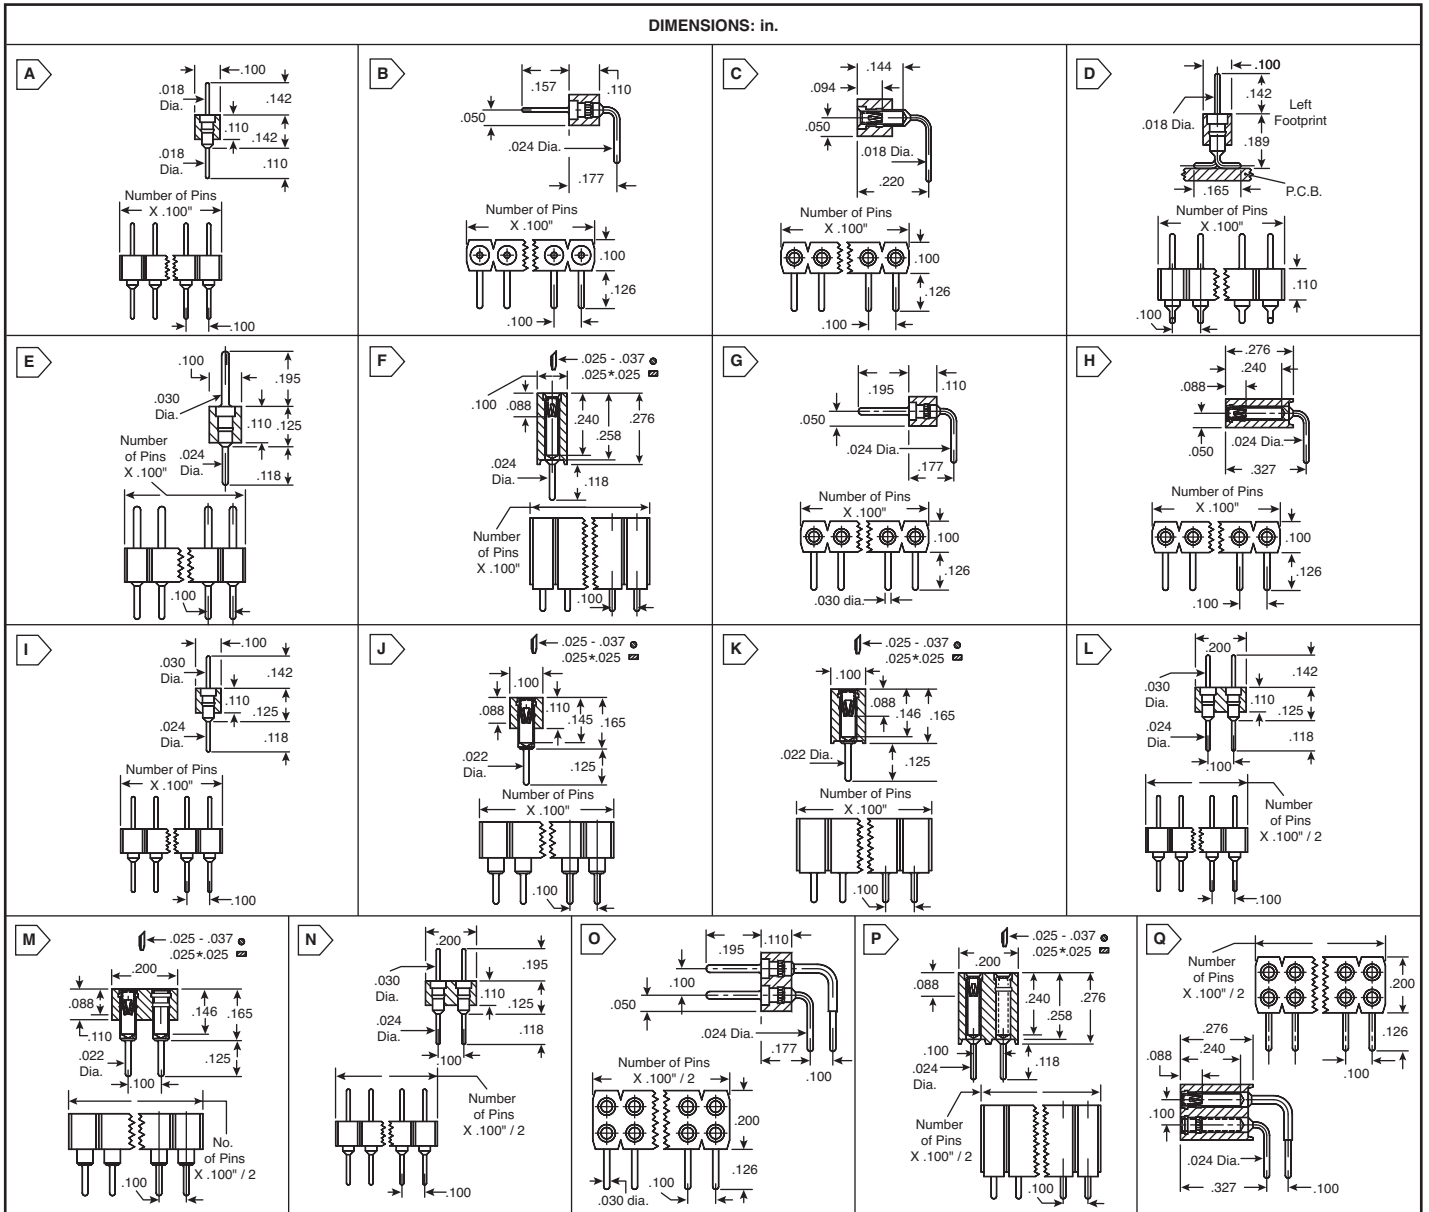 DIMENSIONS: in.
A
.100
.018
Dia.
.142
.110
.142
.018
Dia.
.110
Number of Pins
X .100"
.100
B
.157
.110
.050
.024 Dia.
.177
Number of Pins
X .100"
.100
.126
.100
C
.144
.094
.050
.018 Dia.
.220
Number of Pins
X .100"
.100
.126
.100
D
.100
.142
.018 Dia.
Left
Footprint
.189
.165
P.C.B.
Number of Pins
X .100"
.110
.100
E
.100
.195
.030
Dia.
.110
.125
Number
of Pins
X .100"
.024
Dia.
.118
.100
F
.025 - .037
.025*.025
.100
.088
.240
.276
.258
.024
Dia.
.118
Number
of Pins
X .100"
.100
G
.195
.110
.050
.024 Dia.
.177
Number of Pins
X .100"
.100
.126
.030 dia.
H
.276
.240
.088
.050
.024 Dia.
.327
Number of Pins
X .100"
.100
.126
.100
I
.100
.030
Dia.
.142
.110
.125
.024
Dia.
.118
Number of Pins
X .100"
.100
J
.025 - .037
.025*.025
.100
.088
.110
.145
.165
.022
Dia.
.125
Number of Pins
X .100"
.100
K
.025 - .037
.025*.025
.100
.088
.146
.165
.022 Dia.
.125
Number of Pins
X .100"
.100
L
.200
.142
.030
Dia.
.110
.125
.024
Dia.
.118
.100
Number
of Pins
X .100" / 2
.100
M
.025 - .037
.025*.025
.200
.088
.146
.165
.110
.022
Dia.
.125
.100
No.
of Pins
X .100" / 2
.100
N
.200
.195
.030
Dia.
.110
.125
.024
Dia.
.118
.100
Number
of Pins
X .100" / 2
.100
O
.195
.110
.100
.050
.024 Dia.
.177
.100
Number of Pins
X .100" / 2
.200
.126
.100
.030 dia.
P
.025 - .037
.025*.025
.200
.088
.240
.276
.258
.100
.118
.024
Dia.
Number
of Pins
X .100" / 2
.100
Q
Number
of Pins
X .100" / 2
.200
.126
.100
.276
.240
.088
.100
.024 Dia.
.327
.100